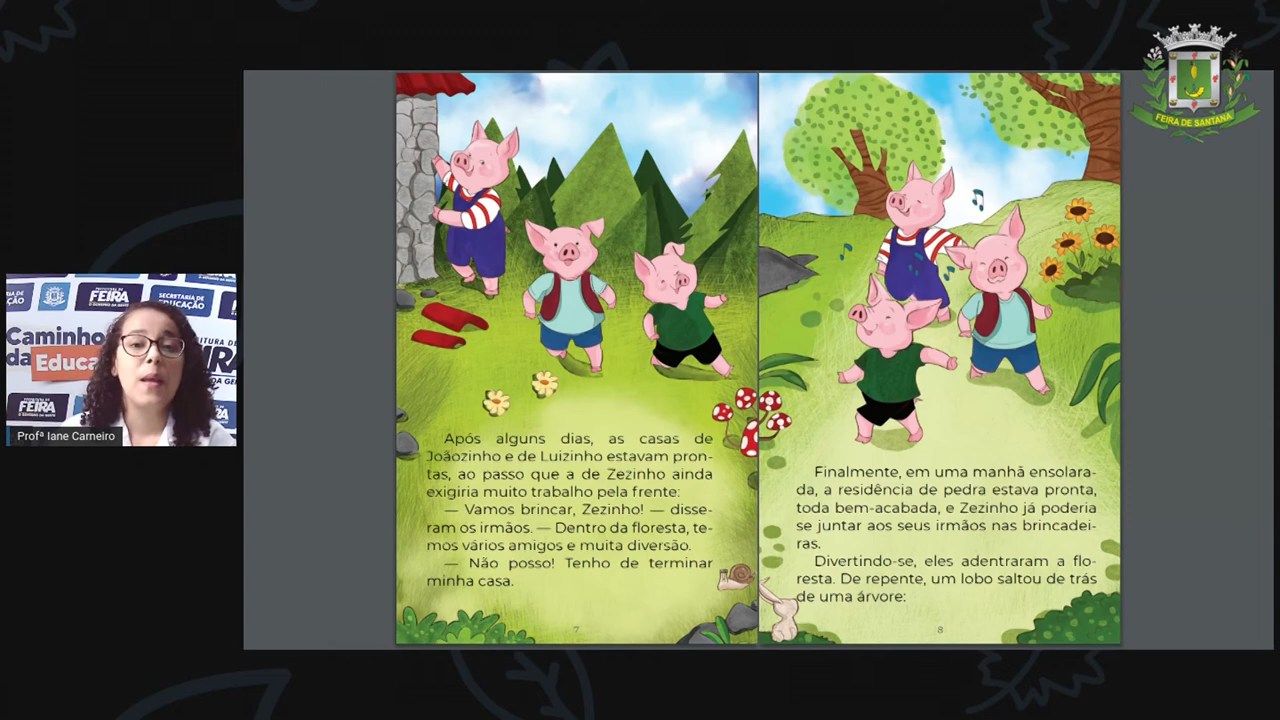 FEIRA DE SANTANA
PREFEITURA DE
FEIRA
SECRETARIA DE
EDUCAÇÃO
Caminho
da Educa
FEIRA
Profª Iane Carneiro
Após alguns dias, as casas de
Joãozinho e de Luizinho estavam pron-
tas, ao passo que a de Zezinho ainda
exigiria muito trabalho pela frente:
— Vamos brincar, Zezinho! — disse-
ram os irmãos. — Dentro da floresta, te-
mos vários amigos e muita diversão.
— Não posso! Tenho de terminar
minha casa.
7
Finalmente, em uma manhã ensolara-
da, a residência de pedra estava pronta,
toda bem-acabada, e Zezinho já poderia
se juntar aos seus irmãos nas brincadei-
ras.
Divertindo-se, eles adentraram a flo-
resta. De repente, um lobo saltou de trás
de uma árvore:
8